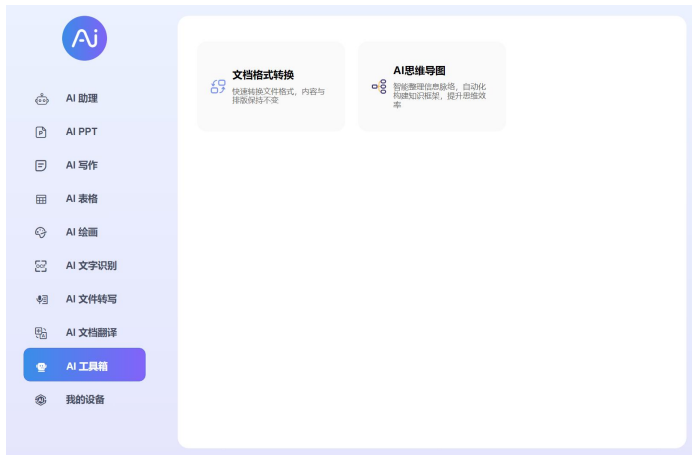 Ai
AI 助理
AI PPT
AI 写作
AI 表格
AI 绘画
AI 文字识别
AI 文件转写
AI 文档翻译
AI 工具箱
我的设备
文档格式转换
快速转换文件格式，内容与
排版保持不变
AI思维导图
智能整理信息脉络，自动化
构建知识框架，提升思维效
率